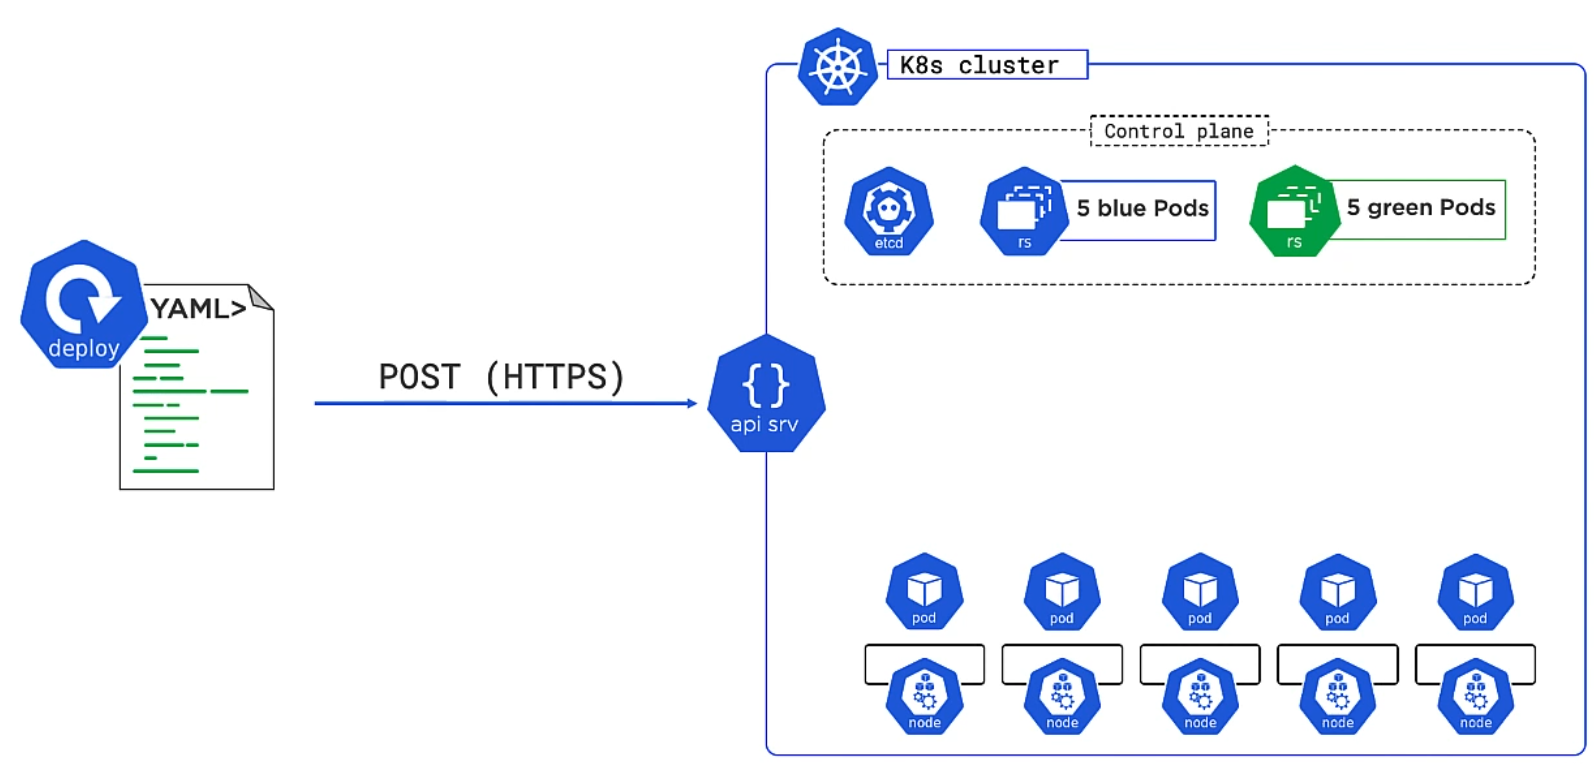 K8s cluster
Control plane
etcd
rs
5 blue Pods
rs
5 green Pods
YAML>
deploy
POST (HTTPS)
{}
api srv
pod
pod
pod
pod
pod
node
node
node
node
node